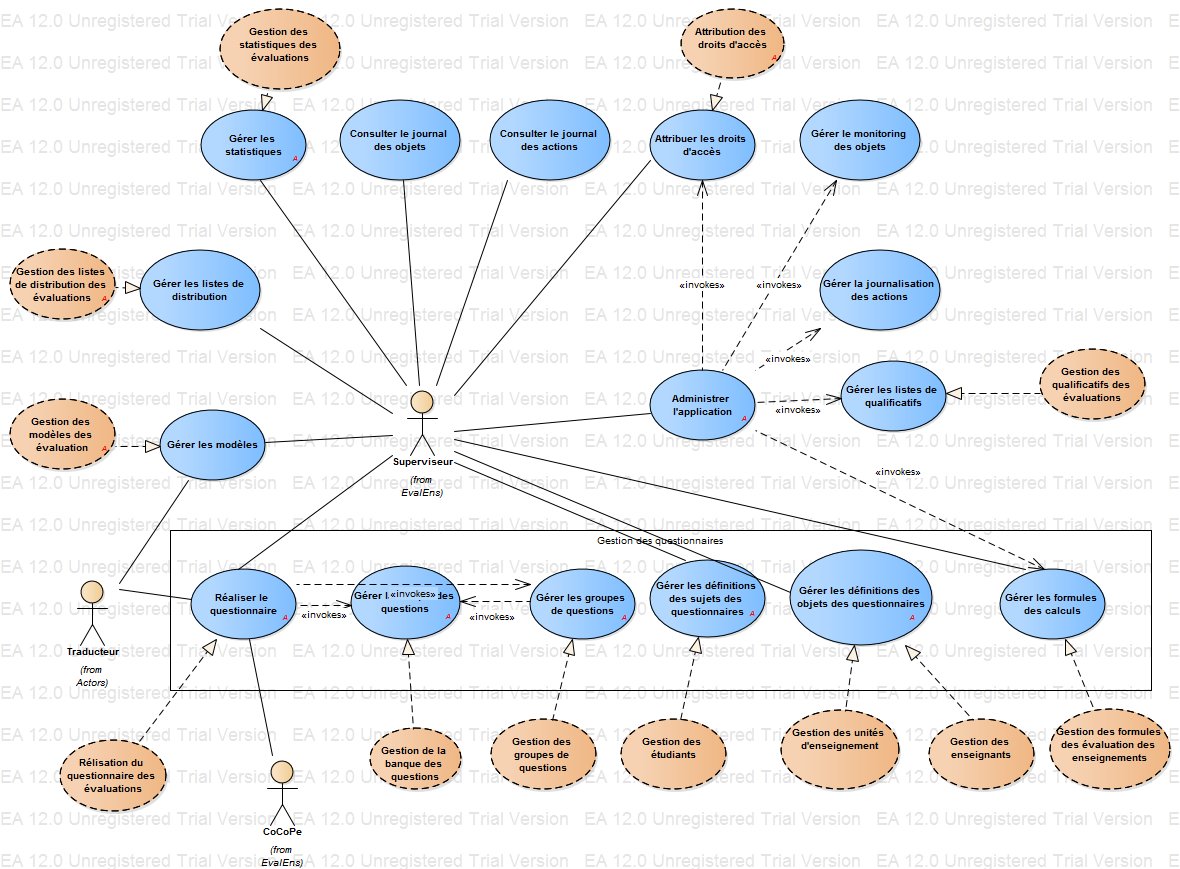 EA 12.0 Unregistered Trial Version
Gestion des
statistiques des
évaluations
Attribution des
droits d'accès
A
Gérer les
statistiques
A
Consulter le journal
des objets
Consulter le journal
des actions
Attribuer les droits
d'accès
Gérer le monitoring
des objets
Gestion des listes
de distribution des
évaluations
A
Gérer les listes de
distribution
«invokes»
«invokes»
Gérer la journalisation
des actions
«invokes»
Gestion des
qualificatifs des
évaluations
Gérer les listes de
qualificatifs
Administrer
l'application
A
«invokes»
Gestion des
modèles des
évaluation
A
Gérer les modèles
Superviseur
(from
EvalEns)
«invokes»
Gestion des questionnaires
Réaliser le
questionnaire
A
Gérer
des
questions
A
«invokes»
«invokes»
«invokes»
Gérer les groupes
de questions
A
Gérer les définitions
des sujets des
questionnaires
A
Gérer les définitions des
objets des questionnaires
A
Gérer les formules
des calculs
Traducteur
(from
Actors)
Rélisation du
questionnaire des
évaluations
Gestion de la
banque des
questions
Gestion des
groupes de
questions
Gestion des
étudiants
Gestion des unités
d'enseignement
Gestion des
enseignants
Gestion des formules
des évaluation des
enseignements
CoCoPe
(from
EvalEns)